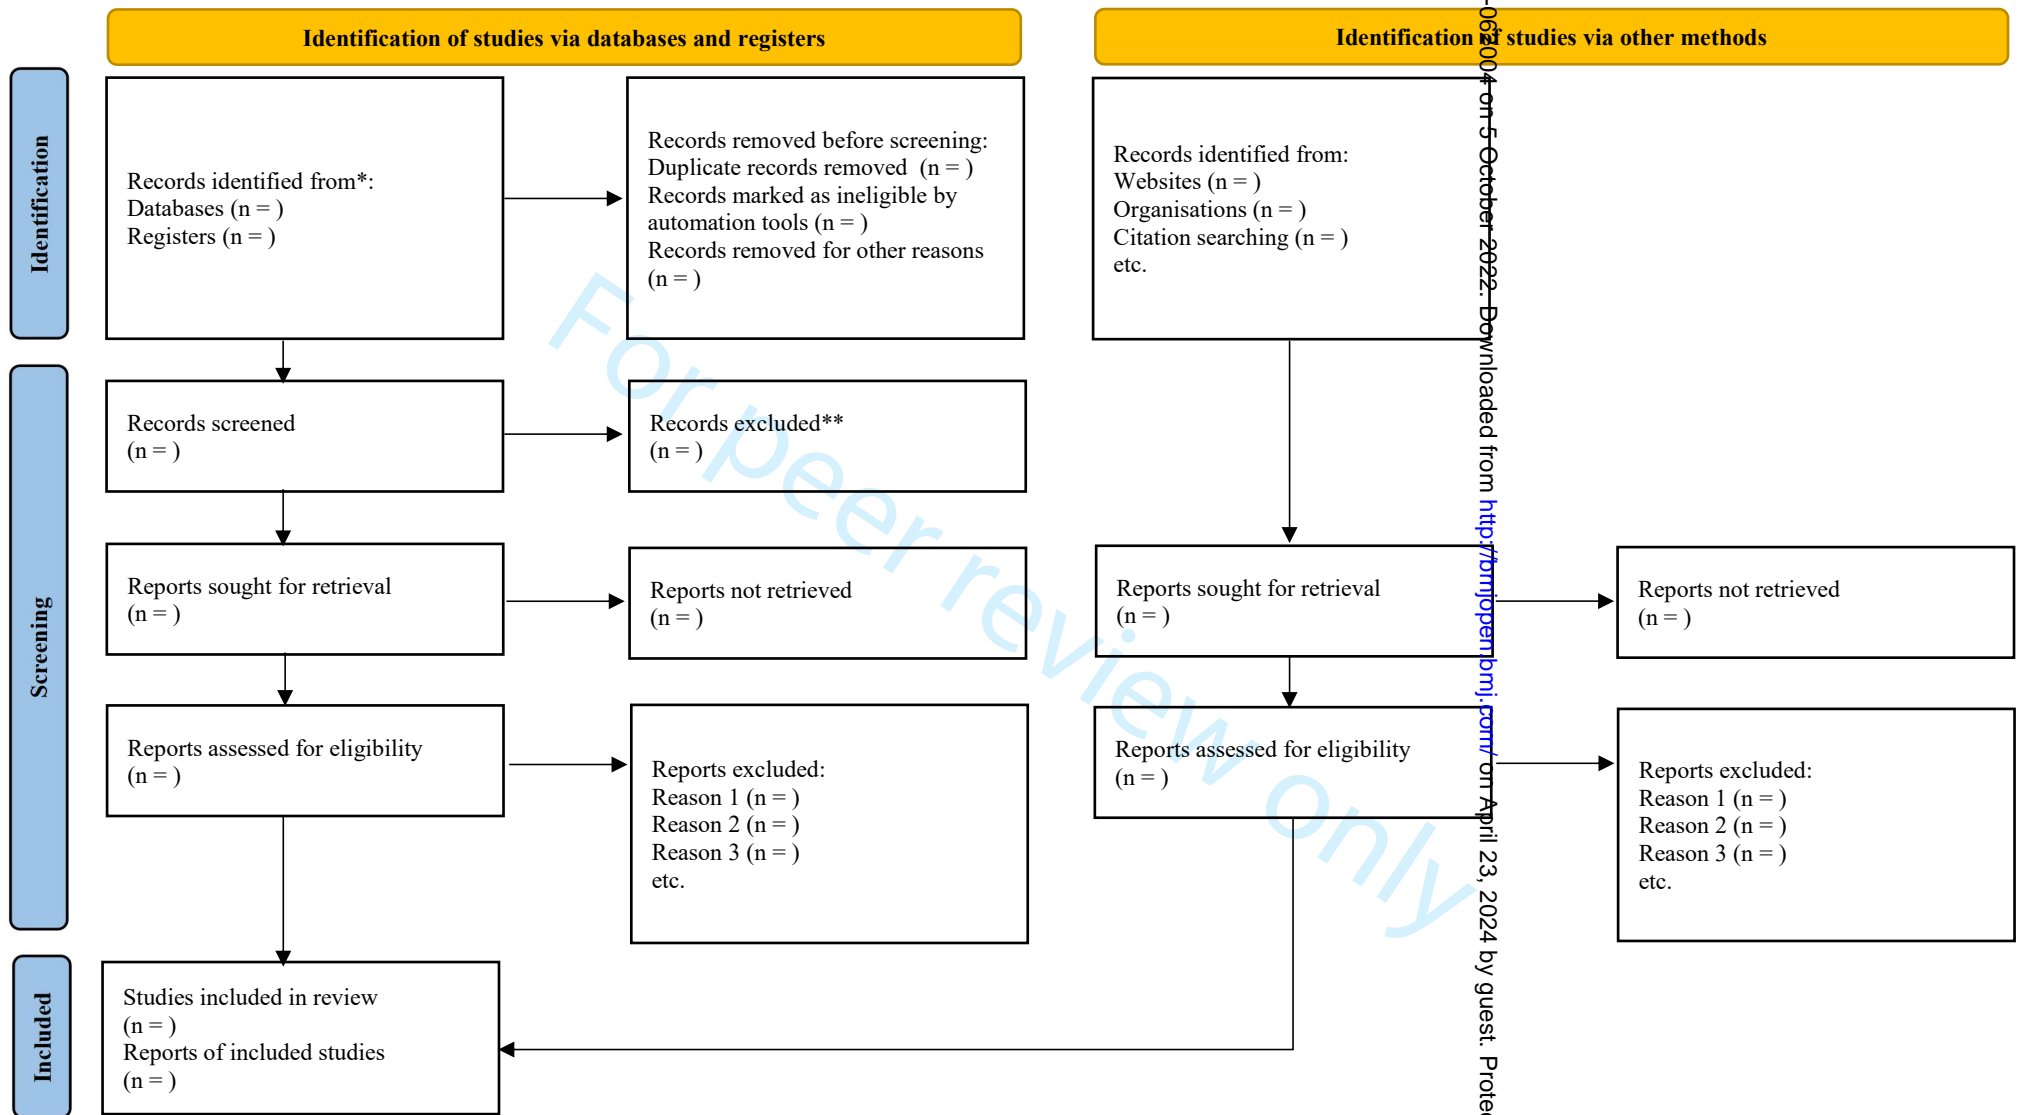 Identification of studies via databases and registers
Identification of studies via other methods
Identification
Records identified from*:
Databases (n = )
Registers (n = )
Records removed before screening:
Duplicate records removed  (n = )
Records marked as ineligible by
automation tools (n = )
Records removed for other reasons
(n = )
Records identified from:
Websites (n = )
Organisations (n = )
Citation searching (n = )
etc.
Screening
Records screened
(n = )
Records excluded**
(n = )
Reports sought for retrieval
(n = )
Reports not retrieved
(n = )
Reports sought for retrieval
(n = )
Reports not retrieved
(n = )
Reports assessed for eligibility
(n = )
Reports excluded:
Reason 1 (n = )
Reason 2 (n = )
Reason 3 (n = )
etc.
Reports assessed for eligibility
(n = )
Reports excluded:
Reason 1 (n = )
Reason 2 (n = )
Reason 3 (n = )
etc.
Included
Studies included in review
(n = )
Reports of included studies
(n = )
For peer review only
-062004 on 5 October 2022. Downloaded from http://bmjopen.bmj.com/ on April 23, 2024 by guest.